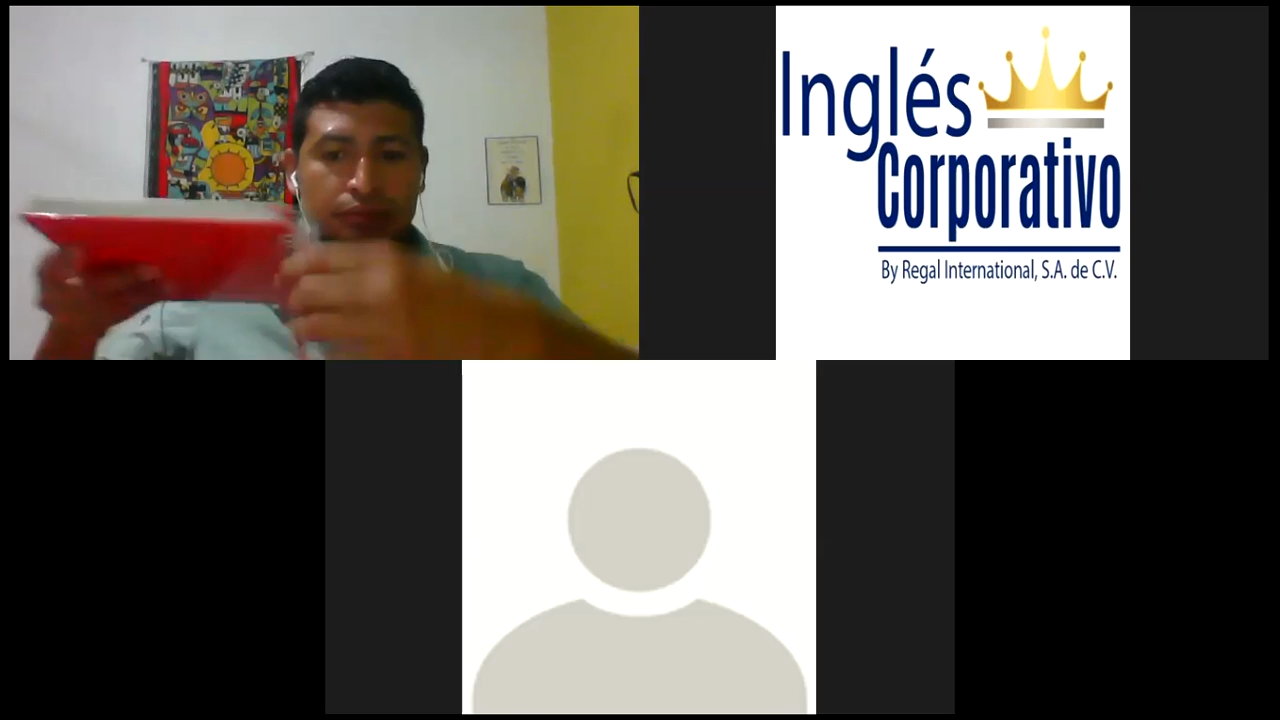 Inglés
Corporativo
By Regal International, S.A. de C.V.